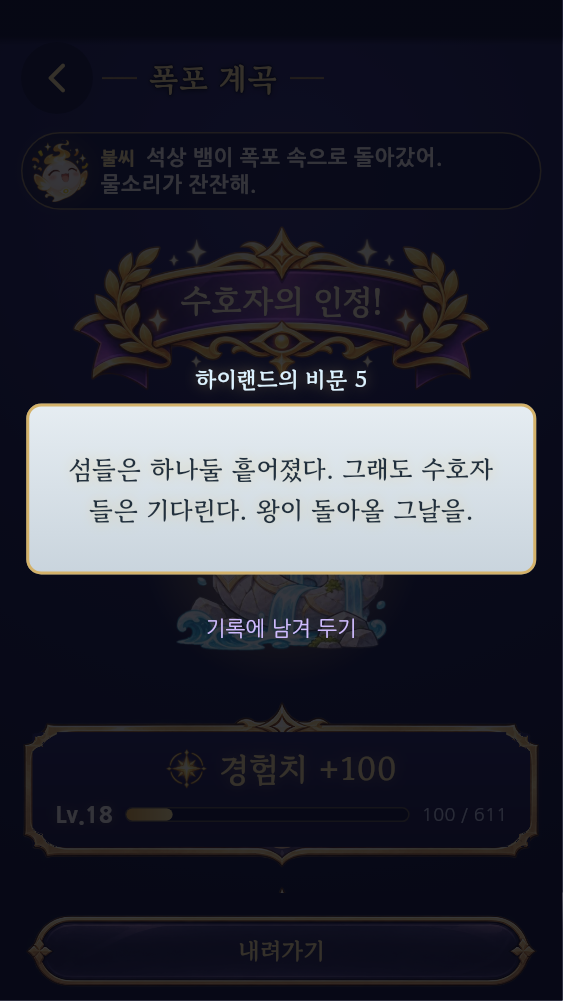 폭포 계곡
불씨 석상 뱀이 폭포 속으로 돌아갔어.
물소리가 잔잔해.
수호자의 인정!
하이랜드의 비문 5
섬들은 하나둘 흩어졌다. 그래도 수호자
들은 기다린다. 왕이 돌아올 그날을.
기록에 남겨 두기
경험치 +100
Lv.18 100 / 611
내려가기